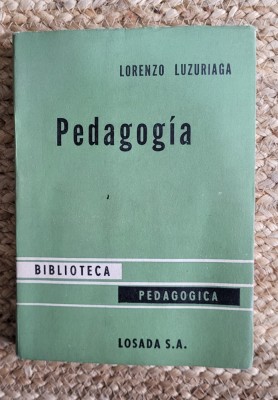 LORENZO LUZURIAGA
Pedagogía
BIBLIOTECA
PEDAGOGICA
LOSADA S.A.